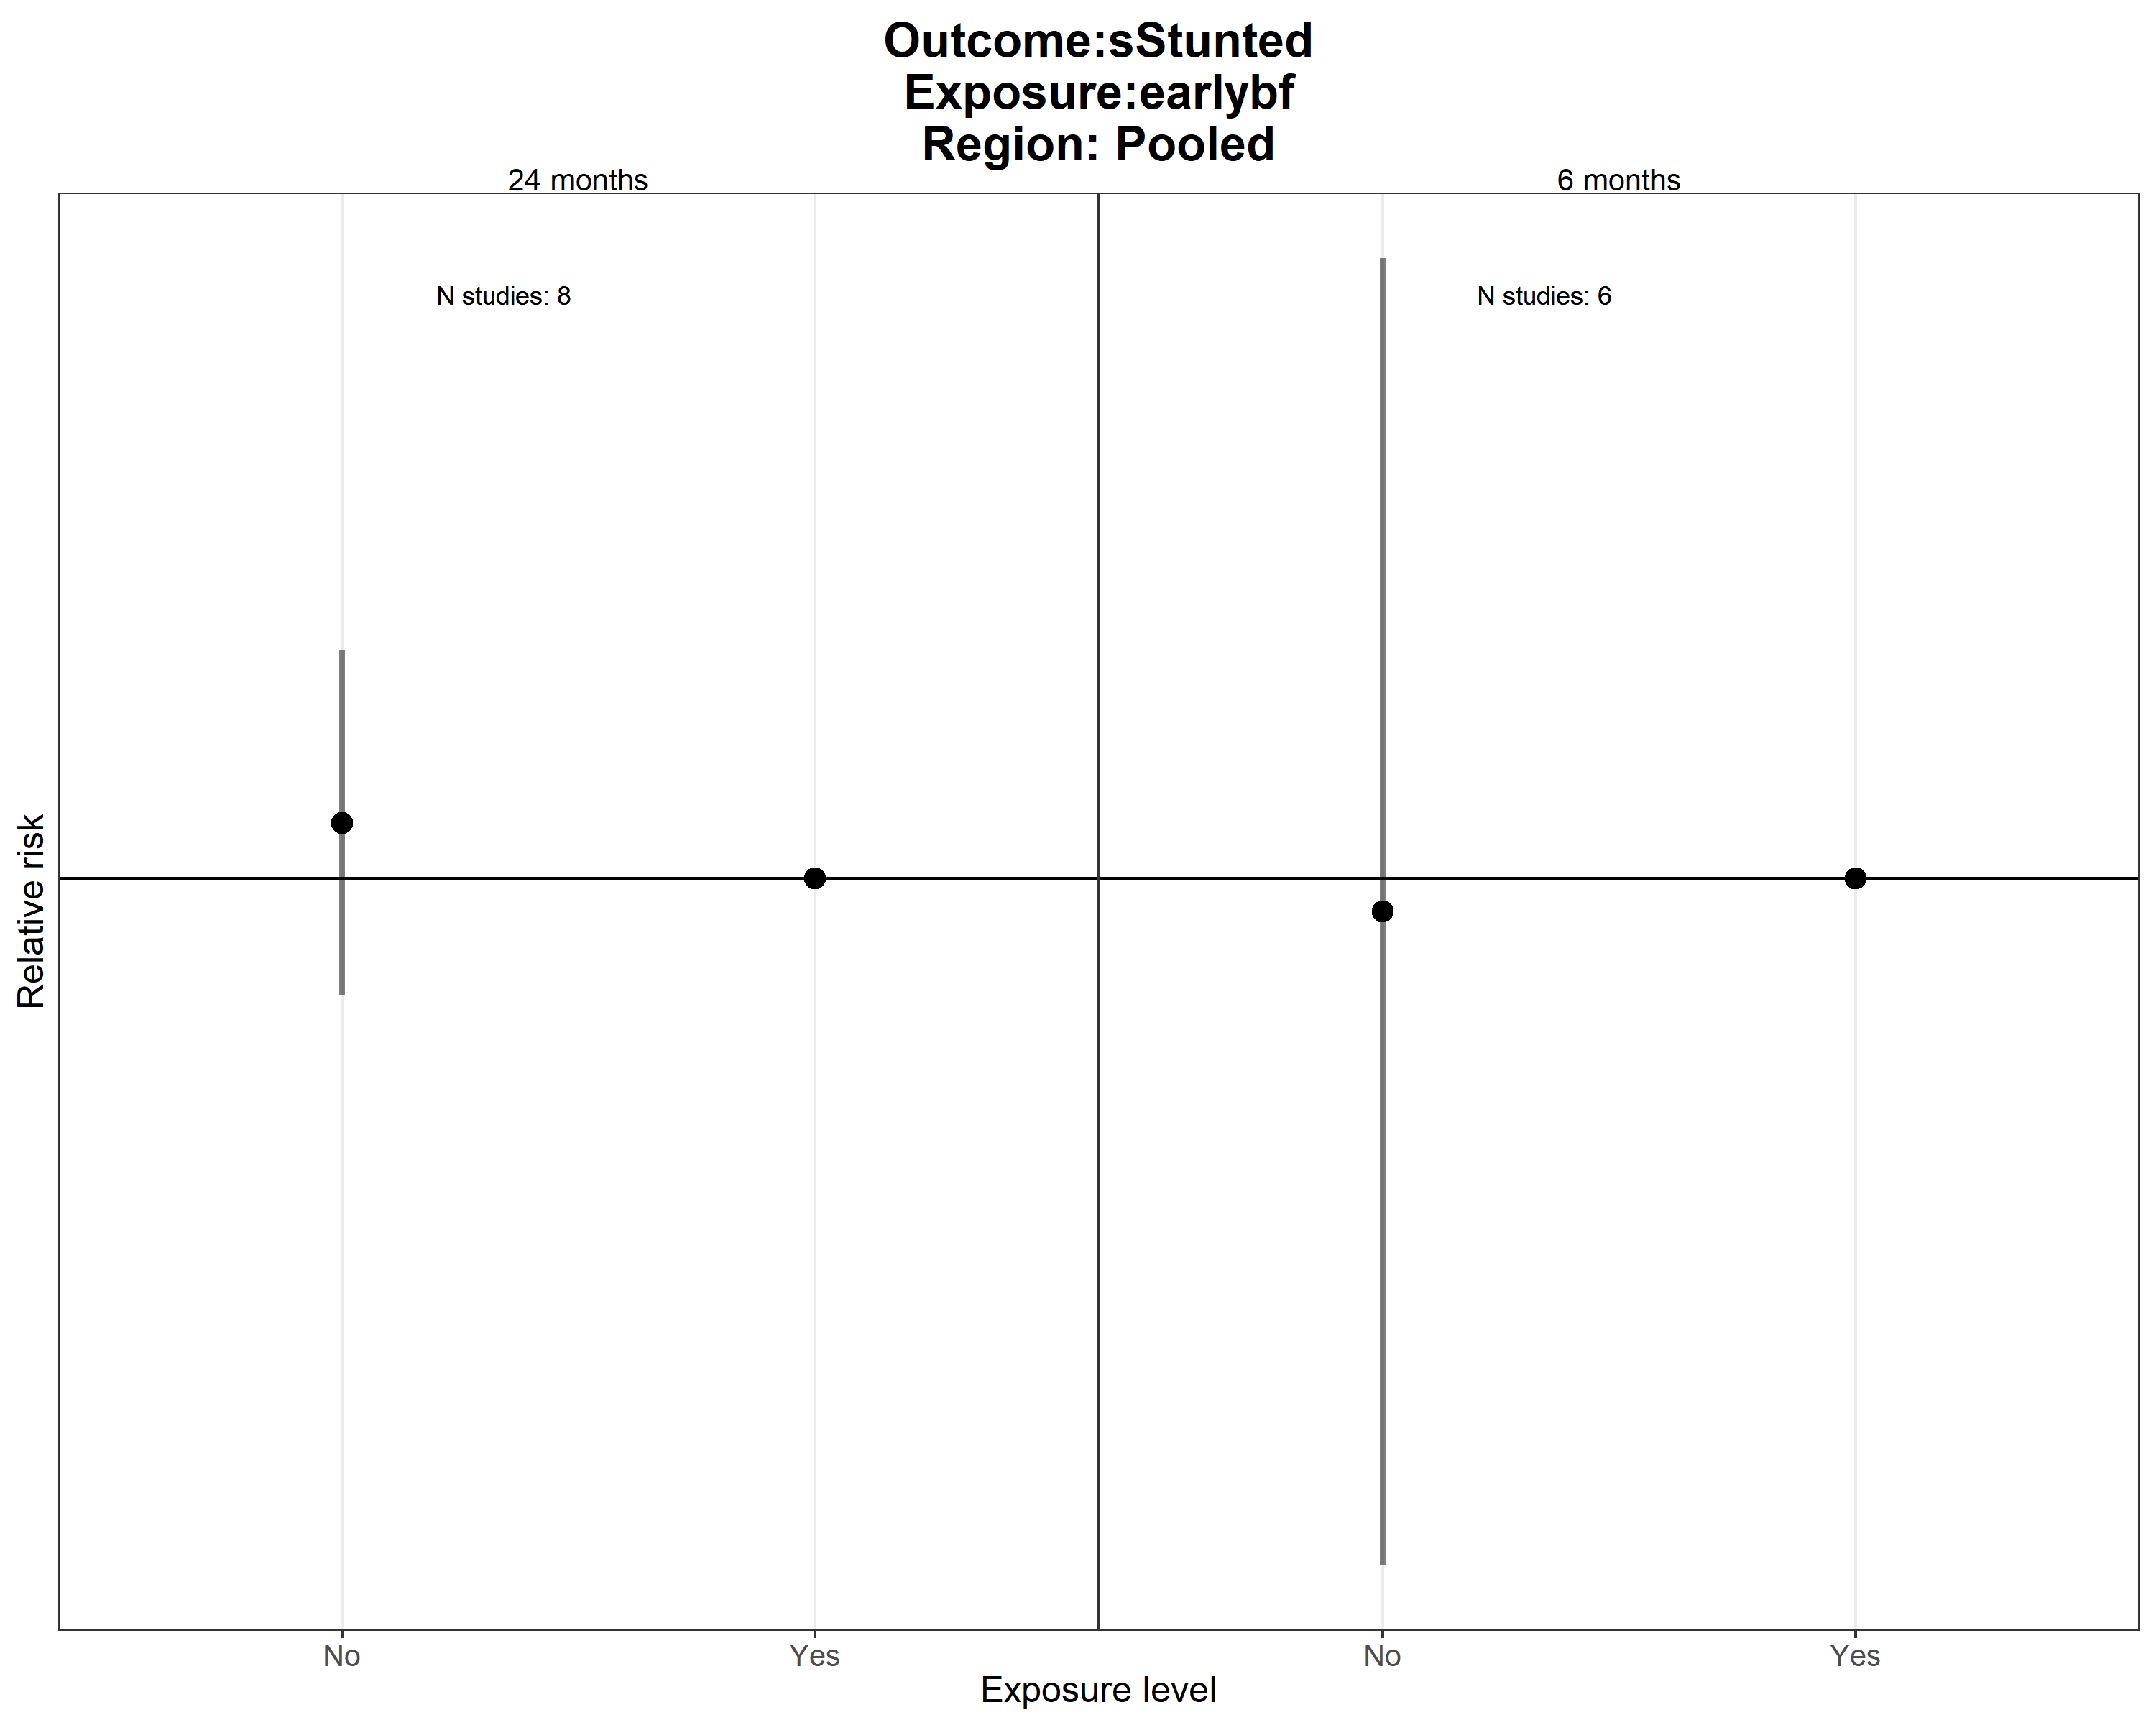 Outcome:sStunted
Exposure:earlybf
Region: Pooled
24 months
6 months
N studies: 8
N studies: 6
Relative risk
No
Yes
No
Yes
Exposure level